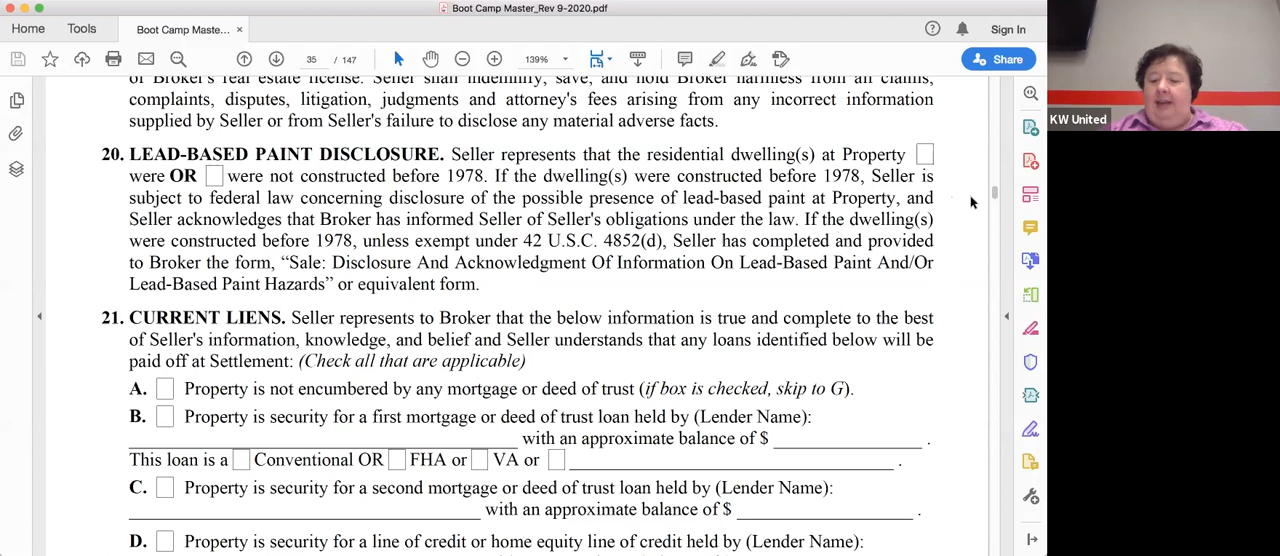 Boot Camp Master_Rev 9-2020.pdf
Home
Tools
Boot Camp Maste...
×
Sign In
35 / 147
139%
Share
of Broker's real estate license. Seller shall indemnify, save, and hold Broker harmless from all claims,
complaints, disputes, litigation, judgments and attorney's fees arising from any incorrect information
supplied by Seller or from Seller's failure to disclose any material adverse facts.
20. LEAD-BASED PAINT DISCLOSURE. Seller represents that the residential dwelling(s) at Property
were OR were not constructed before 1978. If the dwelling(s) were constructed before 1978, Seller is
subject to federal law concerning disclosure of the possible presence of lead-based paint at Property, and
Seller acknowledges that Broker has informed Seller of Seller's obligations under the law. If the dwelling(s)
were constructed before 1978, unless exempt under 42 U.S.C. 4852(d), Seller has completed and provided
to Broker the form, “Sale: Disclosure And Acknowledgment Of Information On Lead-Based Paint And/Or
Lead-Based Paint Hazards” or equivalent form.
21. CURRENT LIENS. Seller represents to Broker that the below information is true and complete to the best
of Seller's information, knowledge, and belief and Seller understands that any loans identified below will be
paid off at Settlement: (Check all that are applicable)
A. Property is not encumbered by any mortgage or deed of trust (if box is checked, skip to G).
B. Property is security for a first mortgage or deed of trust loan held by (Lender Name):
with an approximate balance of $ .
This loan is a Conventional OR FHA or VA or .
C. Property is security for a second mortgage or deed of trust loan held by (Lender Name):
with an approximate balance of $ .
D. Property is security for a line of credit or home equity line of credit held by (Lender Name):
KW United